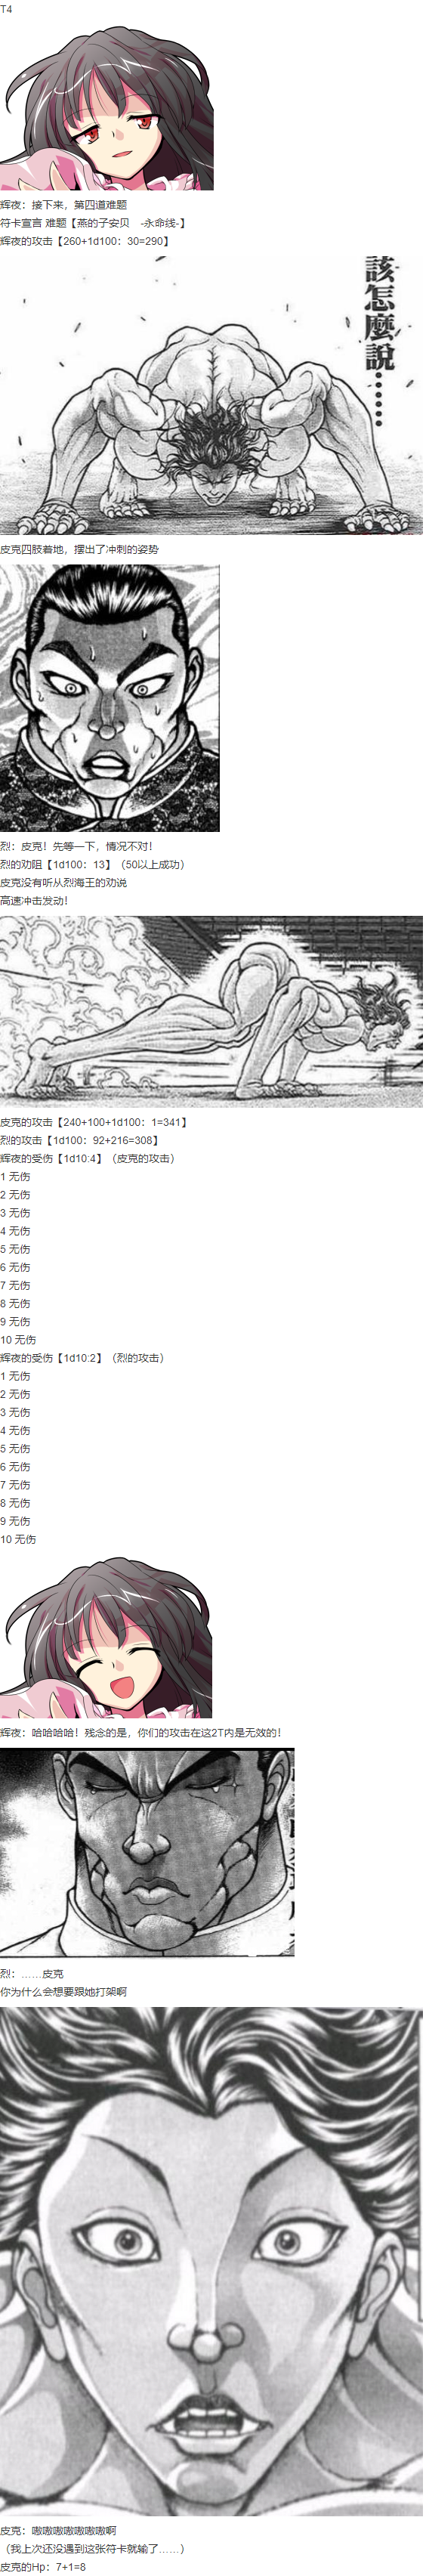 T4
辉夜：接下来，第四道难题
符卡宣言 难题【燕的子安贝　-永命线-】
辉夜的攻击【260+1d100：30=290】
該怎麼說……
皮克四肢着地，摆出了冲刺的姿势
烈：皮克！先等一下，情况不对！
烈的劝阻【1d100：13】（50以上成功）
皮克没有听从烈海王的劝说
高速冲击发动！
皮克的攻击【240+100+1d100：1=341】
烈的攻击【1d100：92+216=308】
辉夜的受伤【1d10:4】（皮克的攻击）
1 无伤
2 无伤
3 无伤
4 无伤
5 无伤
6 无伤
7 无伤
8 无伤
9 无伤
10 无伤
辉夜的受伤【1d10:2】（烈的攻击）
1 无伤
2 无伤
3 无伤
4 无伤
5 无伤
6 无伤
7 无伤
8 无伤
9 无伤
10 无伤
辉夜：哈哈哈哈！残念的是，你们的攻击在这2T内是无效的！
烈：……皮克
你为什么会想要跟她打架啊
皮克：嗷嗷嗷嗷嗷嗷嗷啊
（我上次还没遇到这张符卡就输了……）
皮克的Hp：7+1=8